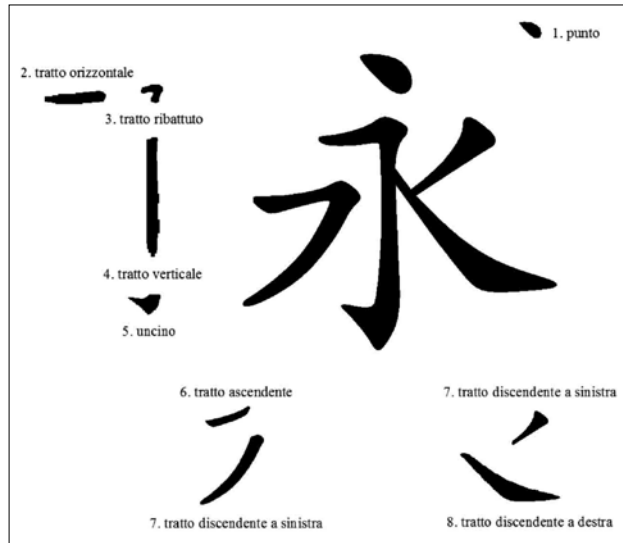 1. punto
2. tratto orizzontale
永
3. tratto ribattuto
4. tratto verticale
5. uncino
6. tratto ascendente
7. tratto discendente a sinistra
7. tratto discendente a sinistra
8. tratto discendente a destra